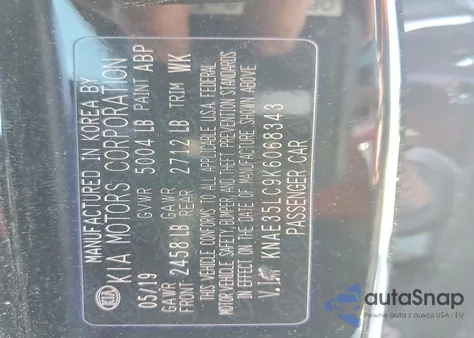 MANUFACTURED IN KOREA BY
KIA MOTORS CORPORATION
05/19 GVWR 5004 LB PAINT ABP
GAWR FRONT 2458 LB GAWR REAR 2712 LB TRIM WK
THIS VEHICLE CONFORMS TO ALL APPLICABLE U.S.A. FEDERAL
MOTOR VEHICLE SAFETY, BUMPER, AND THEFT PREVENTION STANDARDS
IN EFFECT ON THE DATE OF MANUFACTURE SHOWN ABOVE
V.I.N KNAE35LC9K6068343
PASSENGER CAR
KIA
autaSnap
Pewne auta z aukcji USA i EU